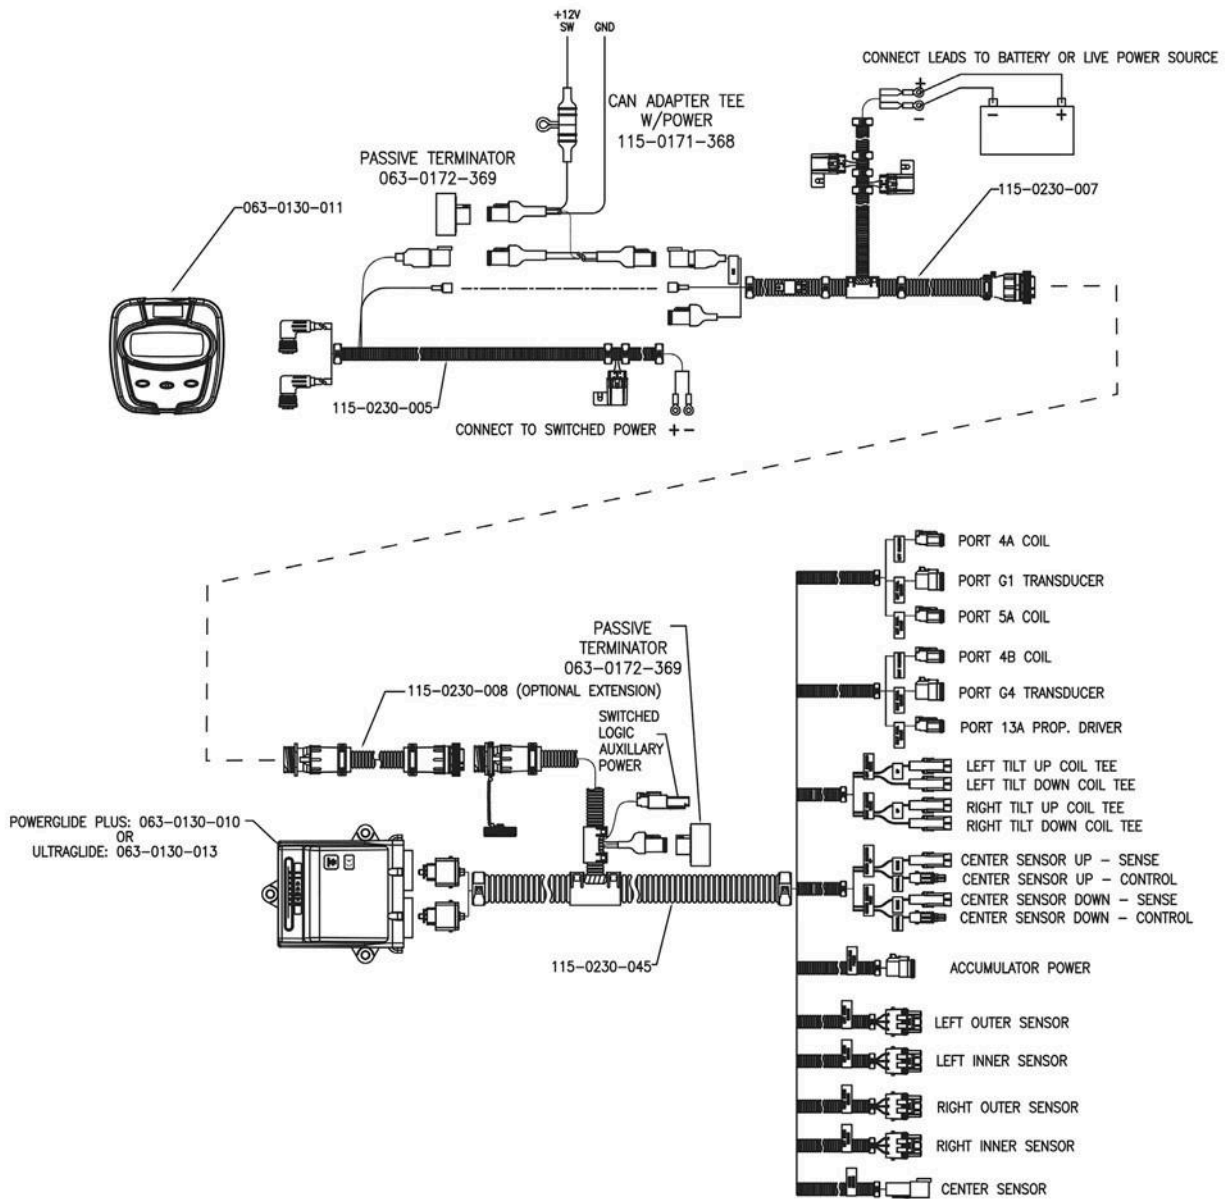 +12V
SW
GND
CONNECT LEADS TO BATTERY OR LIVE POWER SOURCE
+
-
-
+
CAN ADAPTER TEE
W/POWER
115-0171-368
PASSIVE TERMINATOR
063-0172-369
115-0230-007
063-0130-011
115-0230-005
CONNECT TO SWITCHED POWER + -
PORT 4A COIL
PORT G1 TRANSDUCER
PORT 5A COIL
PORT 4B COIL
PORT G4 TRANSDUCER
PORT 13A PROP. DRIVER
PASSIVE
TERMINATOR
063-0172-369
115-0230-008 (OPTIONAL EXTENSION)
SWITCHED
LOGIC
AUXILLARY
POWER
LEFT TILT UP COIL TEE
LEFT TILT DOWN COIL TEE
RIGHT TILT UP COIL TEE
RIGHT TILT DOWN COIL TEE
POWERGLIDE PLUS: 063-0130-010
OR
ULTRAGLIDE: 063-0130-013
CENTER SENSOR UP - SENSE
CENTER SENSOR UP - CONTROL
CENTER SENSOR DOWN - SENSE
CENTER SENSOR DOWN - CONTROL
115-0230-045
ACCUMULATOR POWER
LEFT OUTER SENSOR
LEFT INNER SENSOR
RIGHT OUTER SENSOR
RIGHT INNER SENSOR
CENTER SENSOR